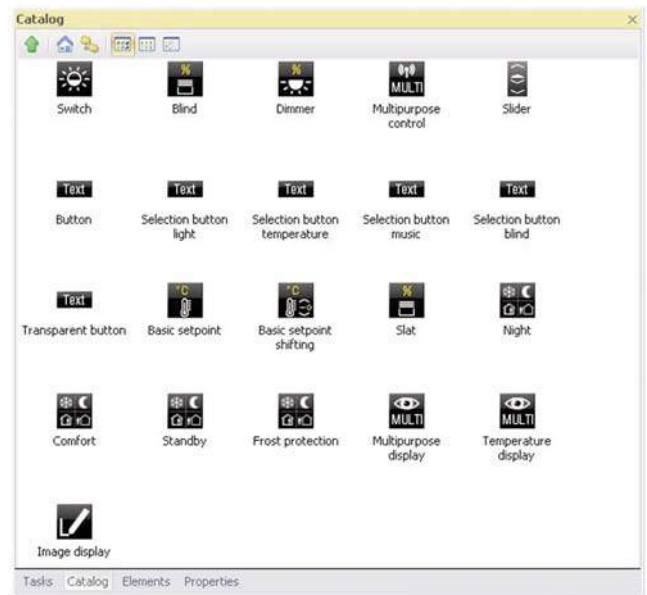 Catalog
%
%
MULTI
Switch
Blind
Dimmer
Multipurpose
control
Slider
Text
Text
Text
Text
Text
Button
Selection button
light
Selection button
temperature
Selection button
music
Selection button
blind
Text
°C
°C
%
Transparent button
Basic setpoint
Basic setpoint
shifting
Slat
Night
MULTI
MULTI
Comfort
Standby
Frost protection
Multipurpose
display
Temperature
display
Image display
Tasks Catalog Elements Properties